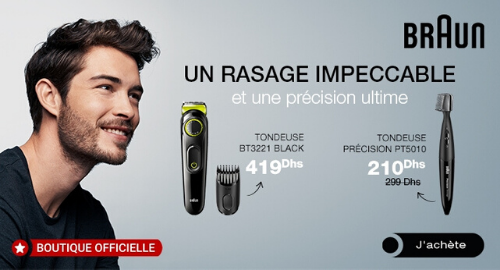 BRAUN
UN RASAGE IMPECCABLE
et une précision ultime
TONDEUSE
BT3221 BLACK
419Dhs
TONDEUSE
PRÉCISION PT5010
210Dhs
299 Dhs
BOUTIQUE OFFICIELLE
J'achète